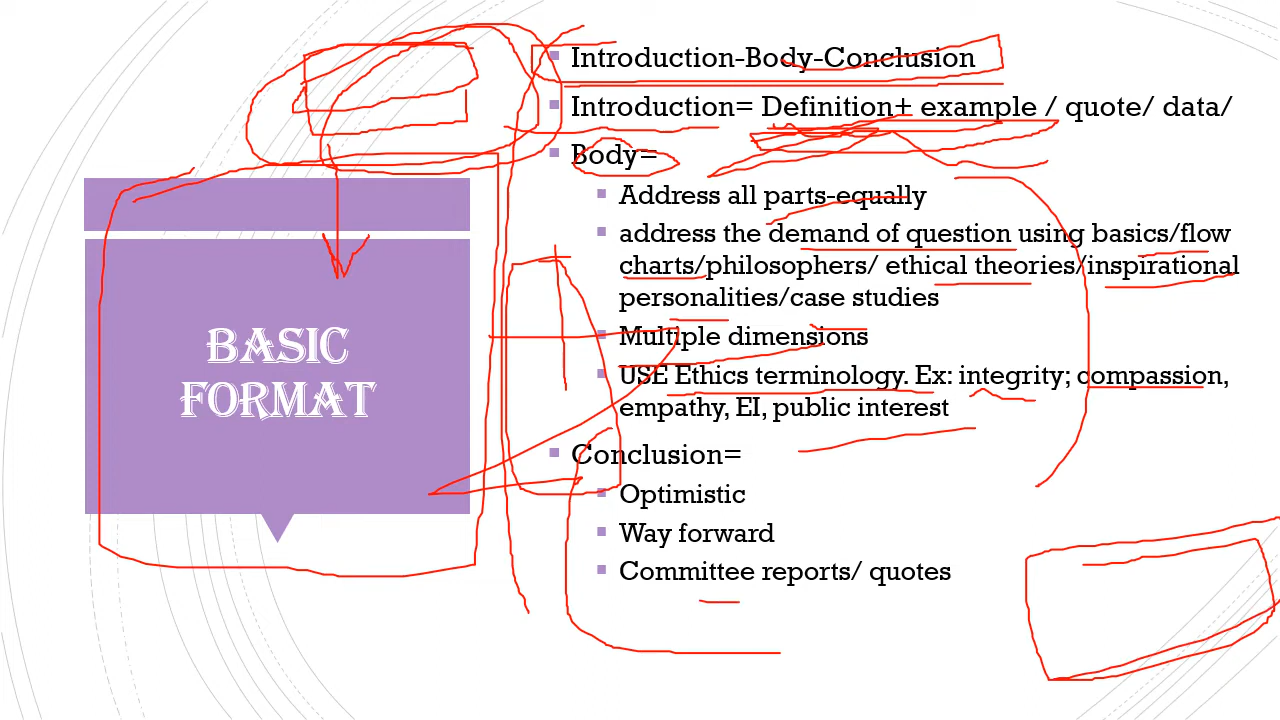 BASIC
FORMAT
Introduction-Body-Conclusion
Introduction= Definition+ example / quote/ data/
Body=
Address all parts-equally
address the demand of question using basics/flow
charts/philosophers/ ethical theories/inspirational
personalities/case studies
Multiple dimensions
USE Ethics terminology. Ex: integrity; compassion,
empathy, EI, public interest
Conclusion=
Optimistic
Way forward
Committee reports/ quotes